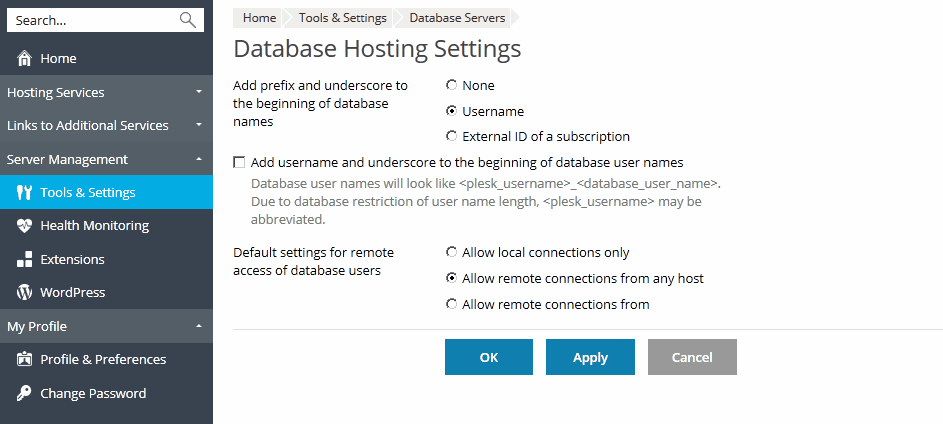 Search...
Home
Hosting Services
Links to Additional Services
Server Management
Tools & Settings
Health Monitoring
Extensions
WordPress
My Profile
Profile & Preferences
Change Password
Home Tools & Settings Database Servers
Database Hosting Settings
Add prefix and underscore to
the beginning of database
names
None
Username
External ID of a subscription
Add username and underscore to the beginning of database user names
Database user names will look like <plesk_username>_<database_user_name>.
Due to database restriction of user name length, <plesk_username> may be
abbreviated.
Default settings for remote
access of database users
Allow local connections only
Allow remote connections from any host
Allow remote connections from
OK Apply Cancel